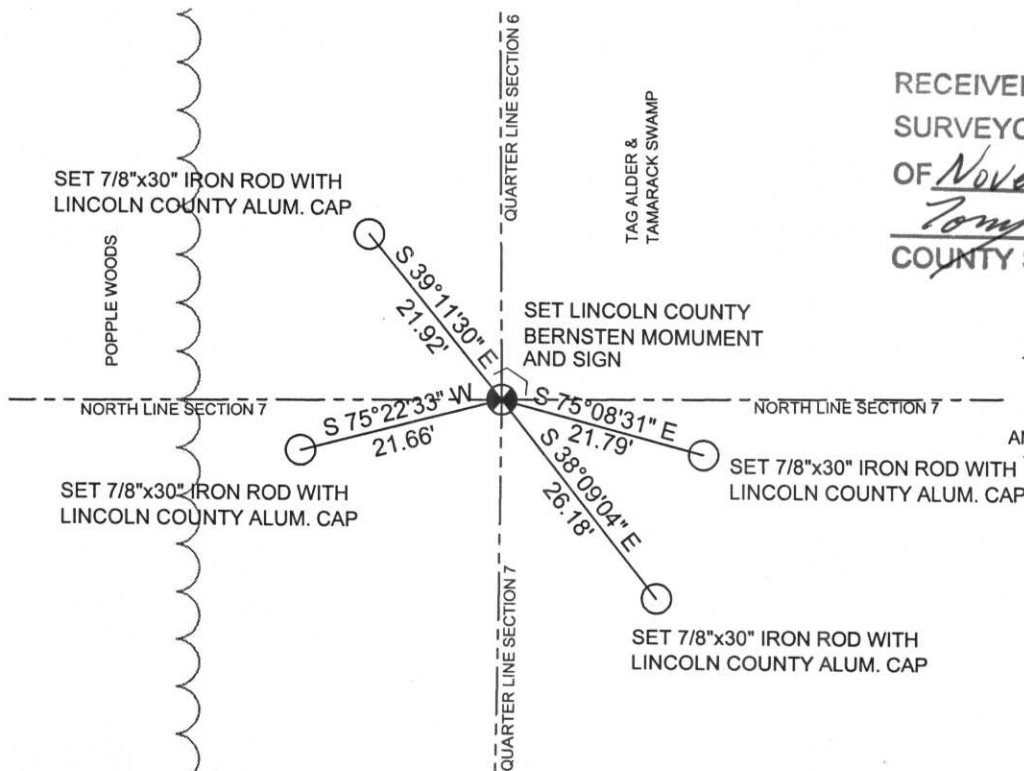 QUARTER LINE SECTION 6
TAG ALDER &
TAMARACK SWAMP
SURVEYO
OF Nove
Tony
COUNTY S
SET 7/8"x30" IRON ROD WITH
LINCOLN COUNTY ALUM. CAP
POPPLE WOODS
S 39°11'30" E
21.92'
SET LINCOLN COUNTY
BERNSTEN MOMUMENT
AND SIGN
NORTH LINE SECTION 7
S 75°22'33" W
21.66'
S 75°08'31" E
21.79'
NORTH LINE SECTION 7
SET 7/8"x30" IRON ROD WITH
LINCOLN COUNTY ALUM. CAP
S 38°09'04" E
26.18'
SET 7/8"x30" IRON ROD WITH
LINCOLN COUNTY ALUM. CAP
QUARTER LINE SECTION 7
SET 7/8"x30" IRON ROD WITH
LINCOLN COUNTY ALUM. CAP